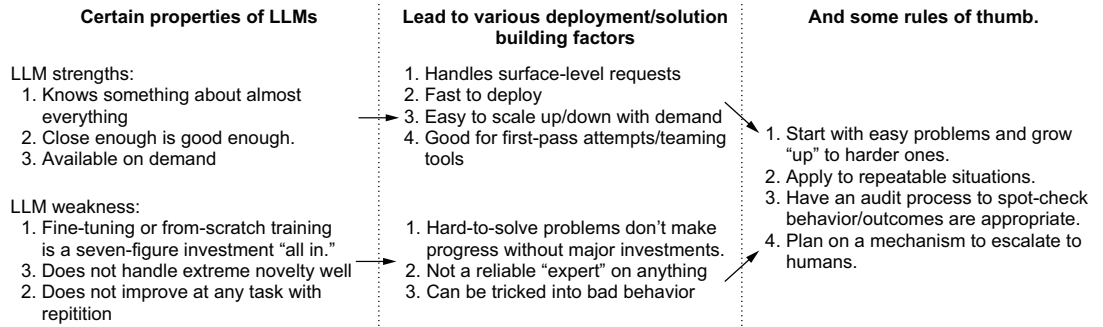 Certain properties of LLMs
LLM strengths:
1. Knows something about almost
everything
2. Close enough is good enough.
3. Available on demand
LLM weakness:
1. Fine-tuning or from-scratch training
is a seven-figure investment “all in.”
3. Does not handle extreme novelty well
2. Does not improve at any task with
repitition
Lead to various deployment/solution
building factors
1. Handles surface-level requests
2. Fast to deploy
3. Easy to scale up/down with demand
4. Good for first-pass attempts/teaming
tools
1. Hard-to-solve problems don’t make
progress without major investments.
2. Not a reliable “expert” on anything
3. Can be tricked into bad behavior
And some rules of thumb.
1. Start with easy problems and grow
“up” to harder ones.
2. Apply to repeatable situations.
3. Have an audit process to spot-check
behavior/outcomes are appropriate.
4. Plan on a mechanism to escalate to
humans.